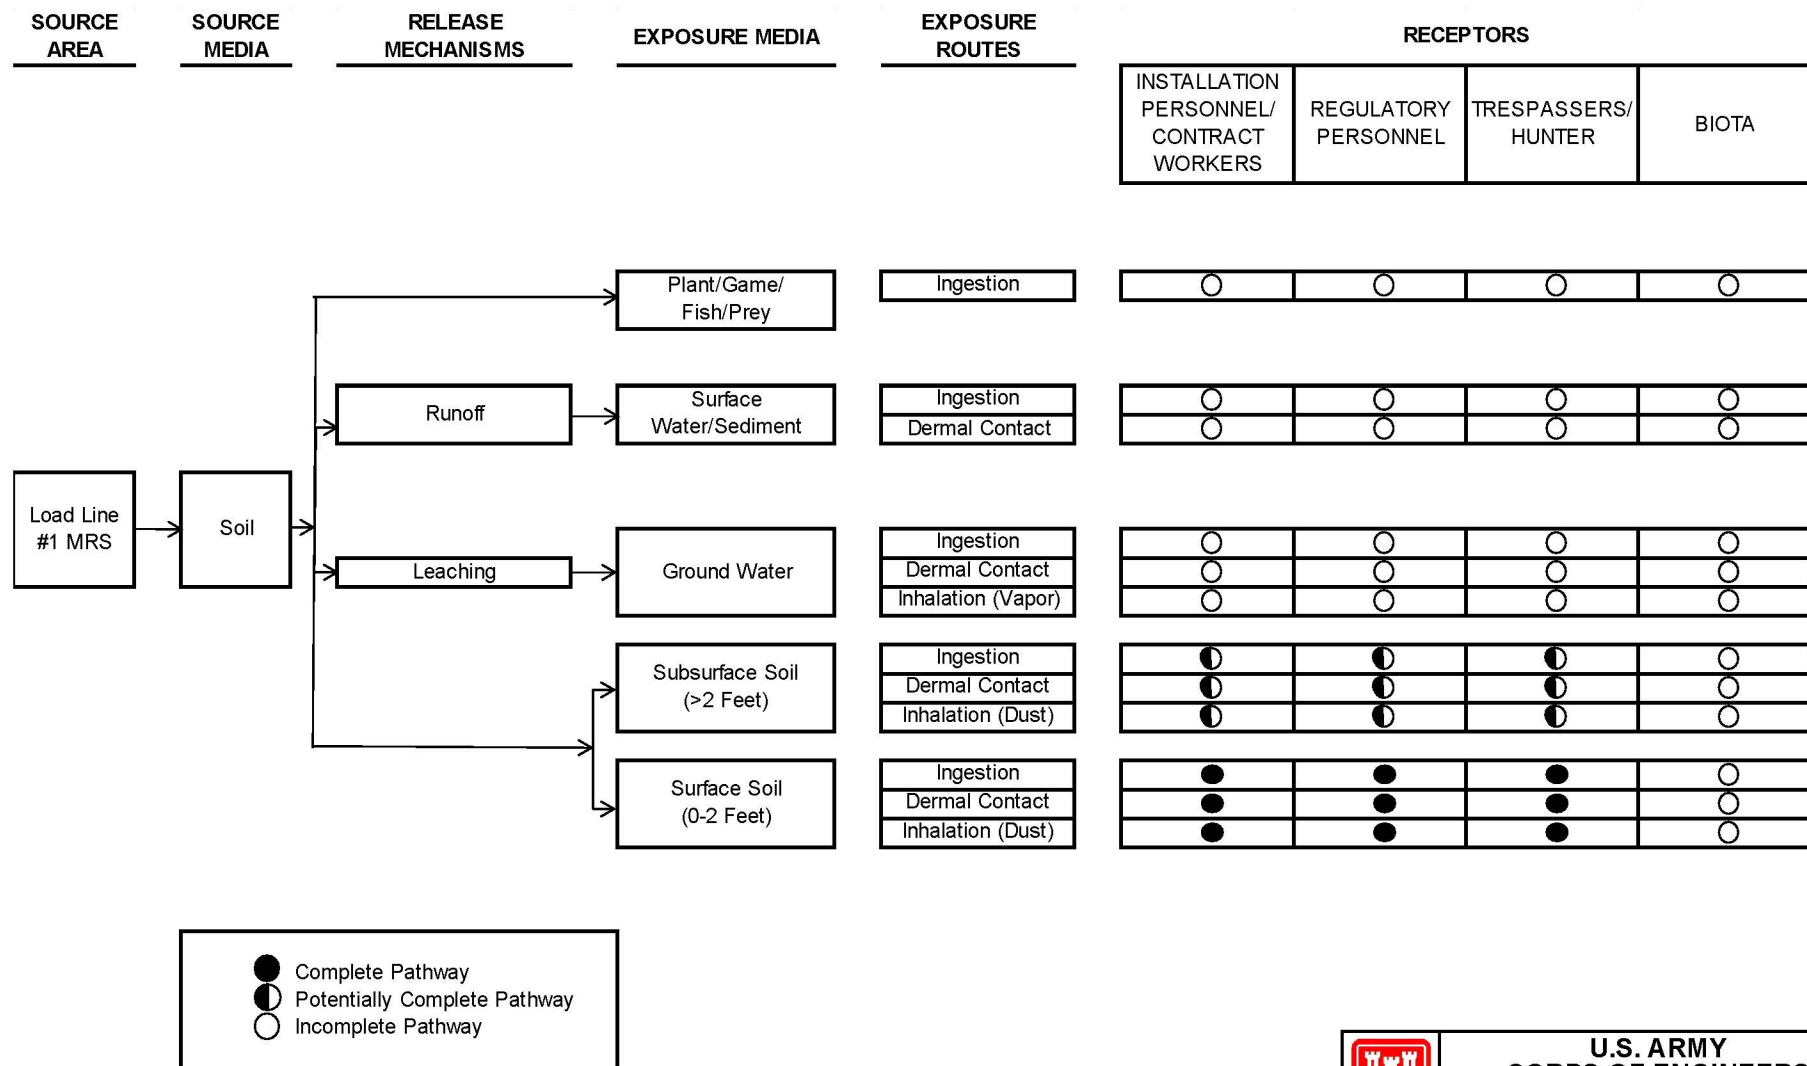 SOURCE AREA
SOURCE MEDIA
RELEASE MECHANISMS
EXPOSURE MEDIA
EXPOSURE ROUTES
RECEPTORS
INSTALLATION
PERSONNEL/
CONTRACT
WORKERS
REGULATORY
PERSONNEL
TRESPASSERS/
HUNTER
BIOTA
Plant/Game/
Fish/Prey
Ingestion
Runoff
Surface
Water/Sediment
Ingestion
Dermal Contact
Load Line
#1 MRS
Soil
Leaching
Ground Water
Ingestion
Dermal Contact
Inhalation (Vapor)
Subsurface Soil
(>2 Feet)
Ingestion
Dermal Contact
Inhalation (Dust)
Surface Soil
(0-2 Feet)
Ingestion
Dermal Contact
Inhalation (Dust)
Complete Pathway
Potentially Complete Pathway
Incomplete Pathway
U.S. ARMY
CORPS OF ENGINEERS